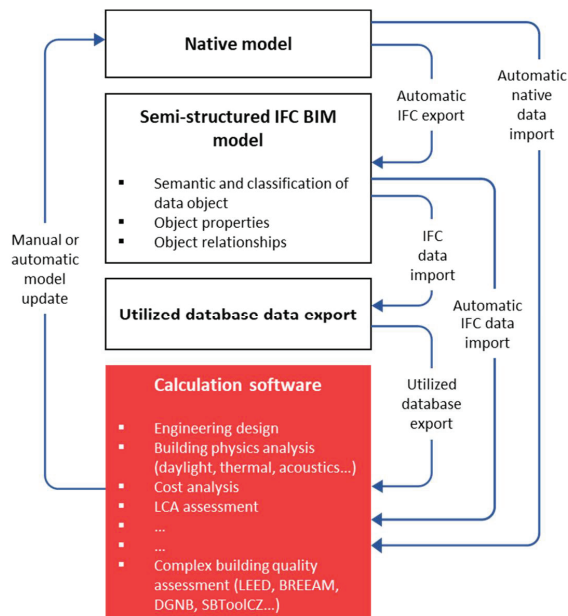 Native model
Automatic
native
data
import
Automatic
IFC export
Semi-structured IFC BIM
model
▪ Semantic and classification of
data object
▪ Object properties
▪ Object relationships
Manual or
automatic
model
update
IFC
data
import
Utilized database data export
Automatic
IFC data
import
Utilized
database
export
Calculation software
▪ Engineering design
▪ Building physics analysis
(daylight, thermal, acoustics...)
▪ Cost analysis
▪ LCA assessment
▪ ...
▪ ...
▪ Complex building quality
assessment (LEED, BREEAM,
DGNB, SBToolCZ...)